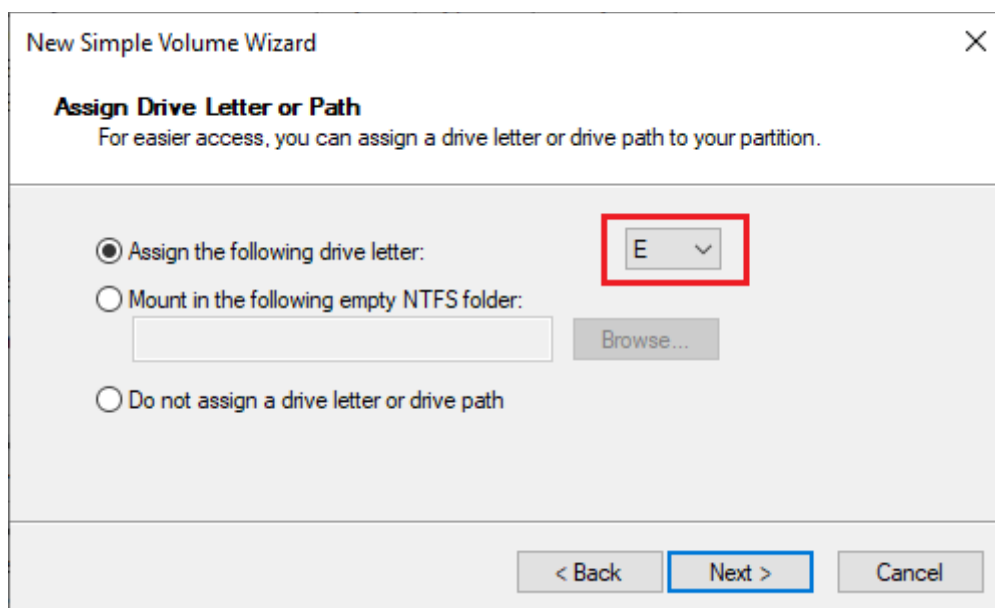 New Simple Volume Wizard
Assign Drive Letter or Path
For easier access, you can assign a drive letter or drive path to your partition.
Assign the following drive letter: E
Mount in the following empty NTFS folder:
Browse...
Do not assign a drive letter or drive path
< Back Next > Cancel